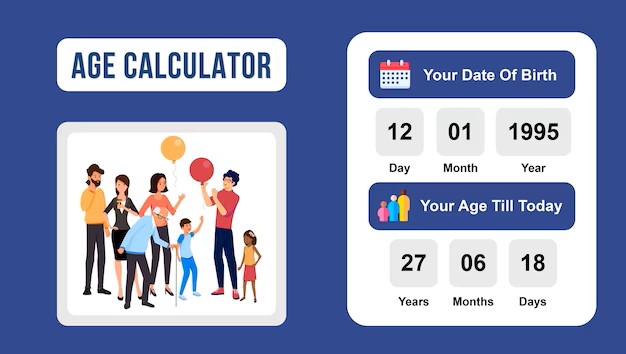 AGE CALCULATOR
Your Date Of Birth
12 01 1995
Day Month Year
Your Age Till Today
27 06 18
Years Months Days